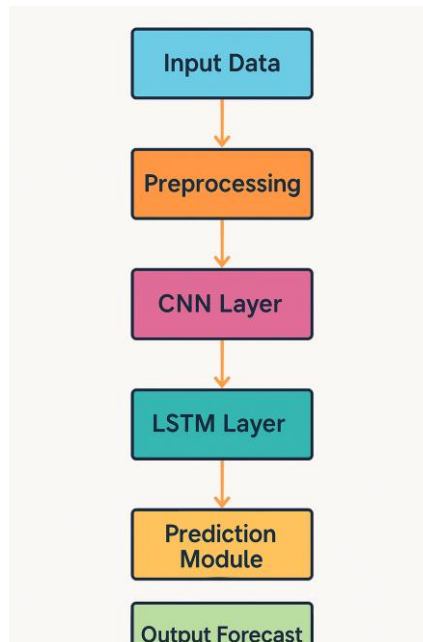 Input Data
Preprocessing
CNN Layer
LSTM Layer
Prediction
Module
Output Forecast